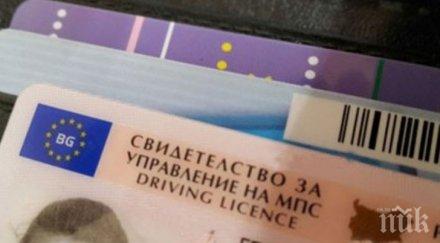 BG
СВИДЕТЕЛСТВО ЗА
УПРАВЛЕНИЕ НА МПС
DRIVING LICENCE
ПИК